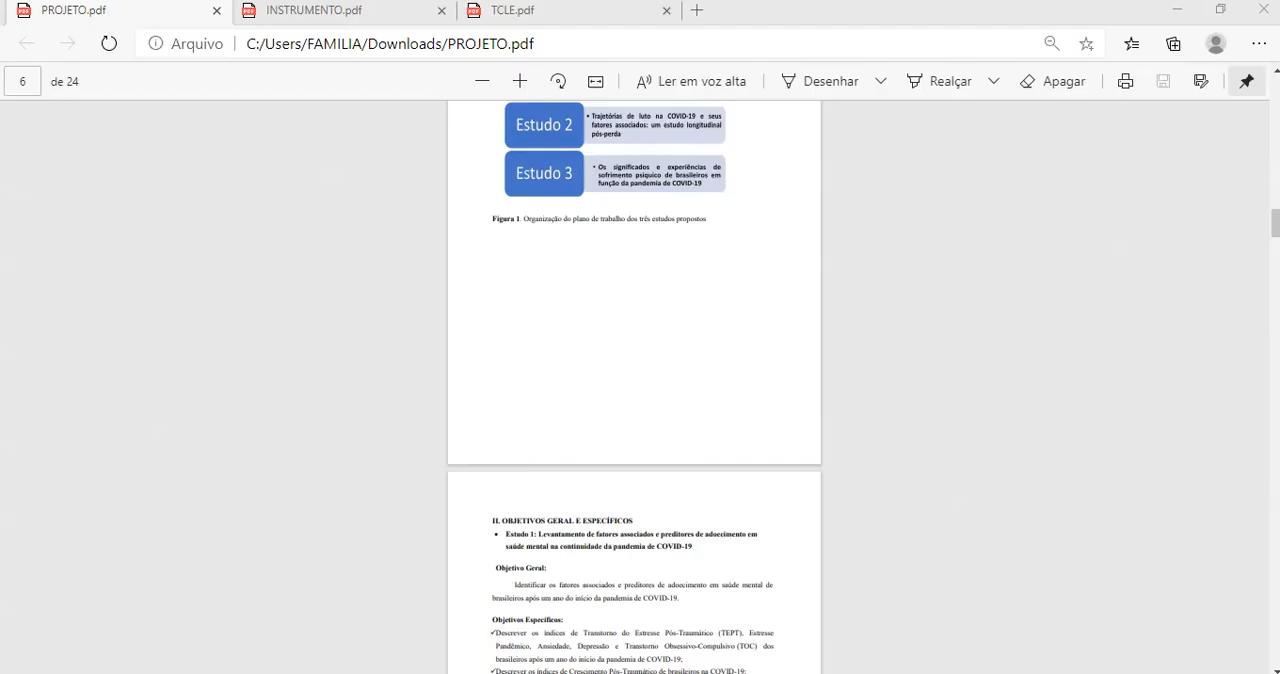 PROJETO.pdf
INSTRUMENTO.pdf
TCLE.pdf
Arquivo
C:/Users/FAMILIA/Downloads/PROJETO.pdf
6 de 24
Ler em voz alta
Desenhar
Realçar
Apagar
Estudo 2
• Trajetórias de luto na COVID-19 e seus
fatores associados: um estudo longitudinal
pós-perda
Estudo 3
• Os significados e experiências de
sofrimento psíquico de brasileiros em
função da pandemia de COVID-19
Figura 1. Organização do plano de trabalho dos três estudos propostos
II. OBJETIVOS GERAL E ESPECÍFICOS
• Estudo 1: Levantamento de fatores associados e preditores de adoecimento em
saúde mental na continuidade da pandemia de COVID-19
Objetivo Geral:
Identificar os fatores associados e preditores de adoecimento em saúde mental de
brasileiros após um ano do início da pandemia de COVID-19.
Objetivos Específicos:
✓Descrever os índices de Transtorno do Estresse Pós-Traumático (TEPT), Estresse
Pandêmico, Ansiedade, Depressão e Transtorno Obsessivo-Compulsivo (TOC) dos
brasileiros após um ano do início da pandemia de COVID-19;
✓Descrever os índices de Crescimento Pós-Traumático de brasileiros na COVID-19;